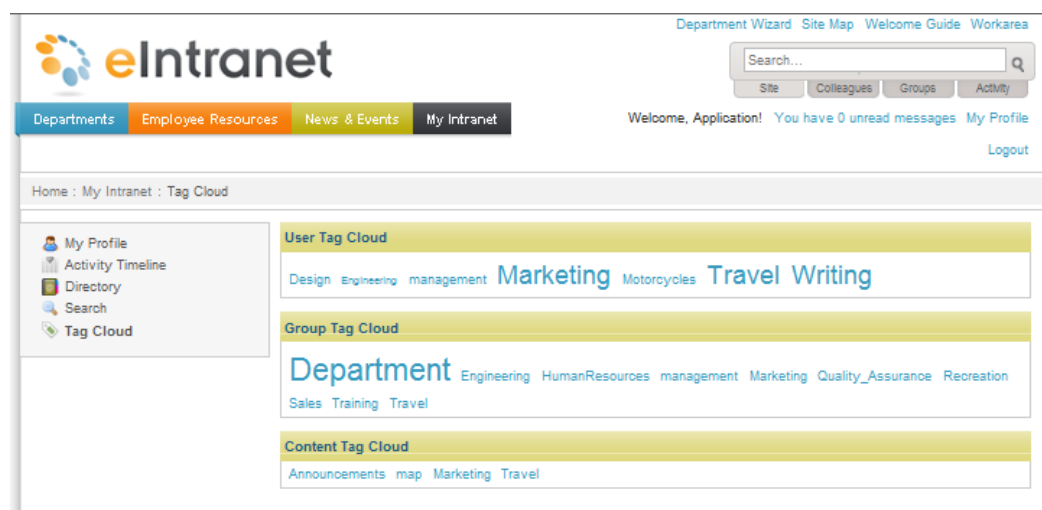 Department Wizard Site Map Welcome Guide Workarea
eIntranet
Search...
Site Colleagues Groups Activity
Departments Employee Resources News & Events My Intranet
Welcome, Application! You have 0 unread messages My Profile
Logout
Home : My Intranet : Tag Cloud
My Profile
Activity Timeline
Directory
Search
Tag Cloud
User Tag Cloud
Design Engineering management Marketing Motorcycles Travel Writing
Group Tag Cloud
Department Engineering HumanResources management Marketing Quality_Assurance Recreation
Sales Training Travel
Content Tag Cloud
Announcements map Marketing Travel